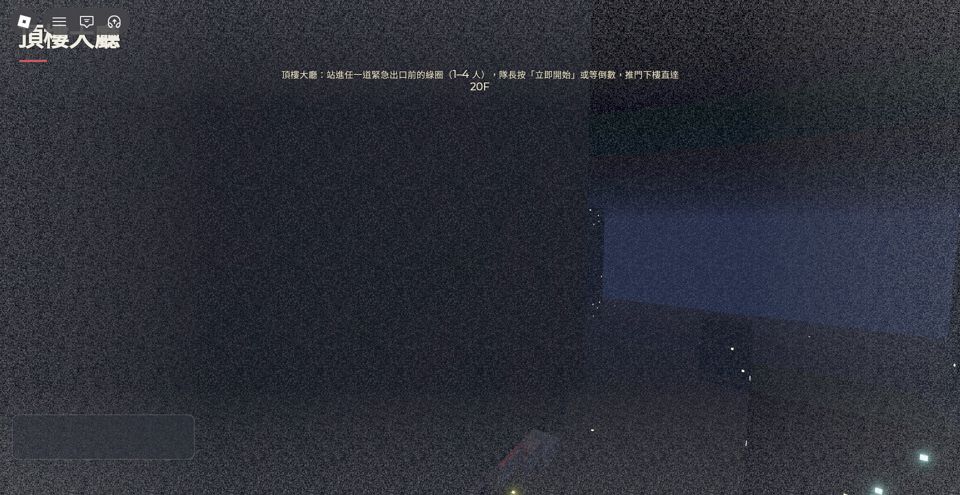 頂樓大廳
頂樓大廳：站進任一道緊急出口前的綠圈（1–4 人），隊長按「立即開始」或等倒數，推門下樓直達
20F